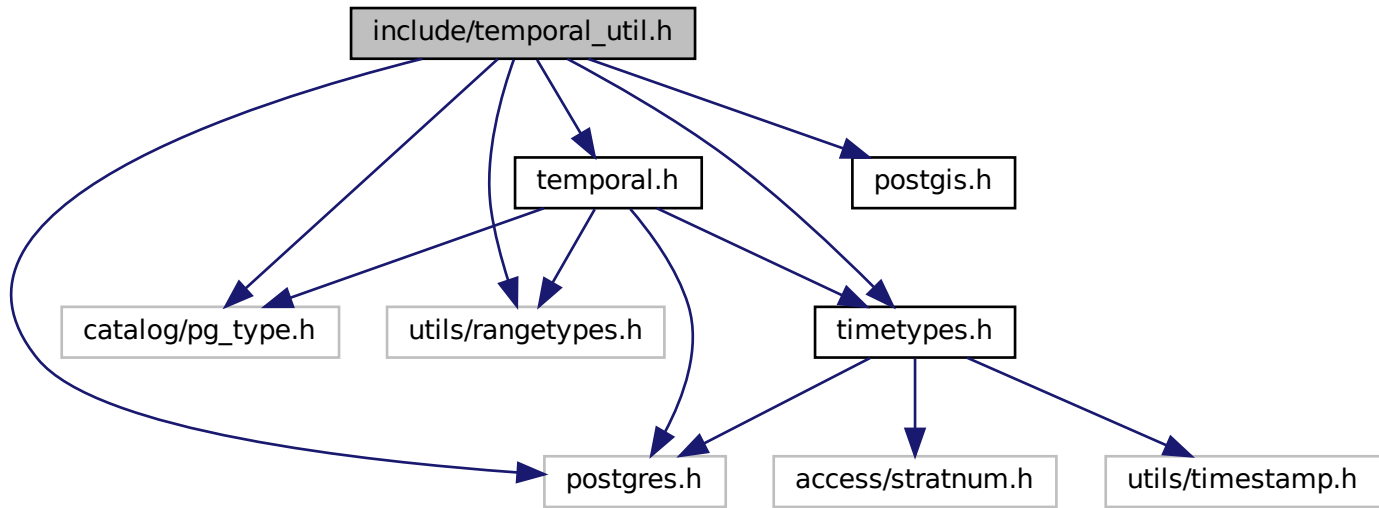 include/temporal_util.h
temporal.h
postgis.h
catalog/pg_type.h
utils/rangetypes.h
timetypes.h
postgres.h
access/stratnum.h
utils/timestamp.h